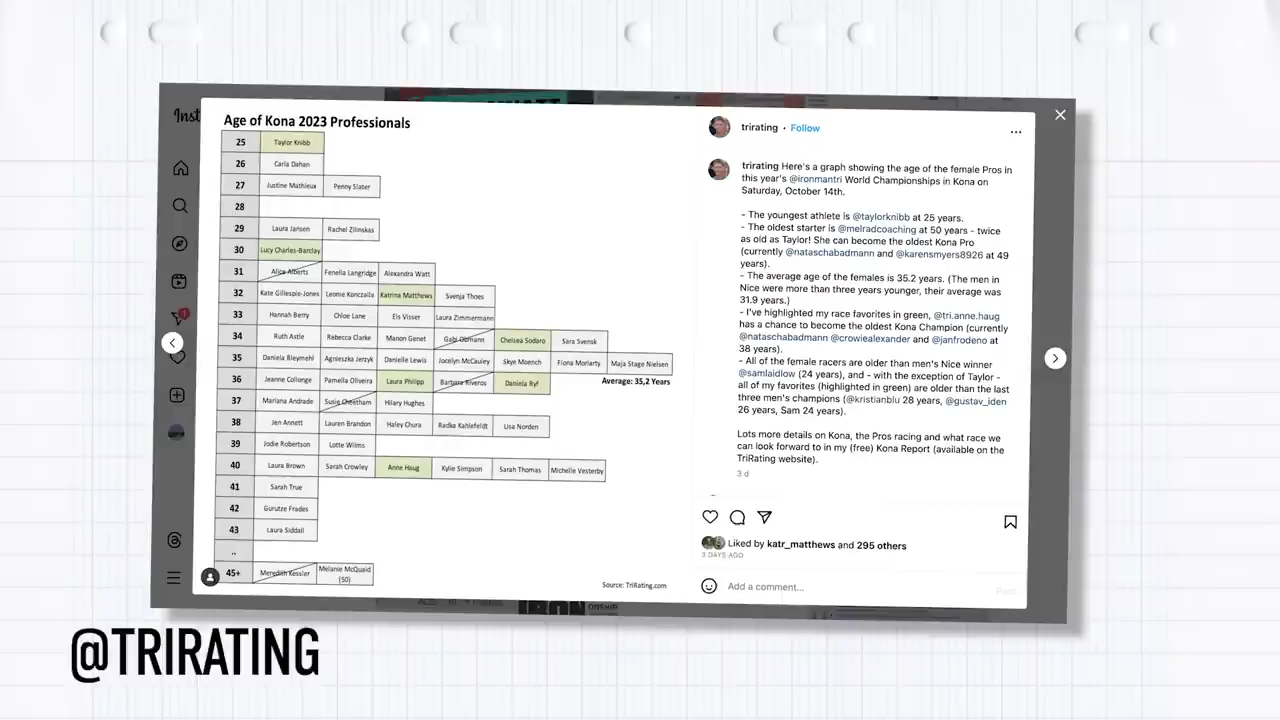 Inst
Age of Kona 2023 Professionals
25 Taylor Knibb
26 Carla Dahan
27 Justine Mathieux Penny Slater
28
29 Laura Jansen Rachel Zilinskas
30 Lucy Charles-Barclay
31 Alice Alberts Fenella Langridge Alexandra Watt
32 Kate Gillespie-Jones Leonie Konczalla Katrina Matthews Svenja Thoes
33 Hannah Berry Chloe Lane Els Visser Laura Zimmermann
34 Ruth Astle Rebecca Clarke Manon Genet Gabi Obmann Chelsea Sodaro Sara Svensk
35 Daniela Bleymehl Agnieszka Jerzyk Danielle Lewis Jocelyn McCauley Skye Moench Fiona Moriarty Maja Stage Nielsen
36 Jeanne Collonge Pamella Oliveira Laura Philipp Barbara Riveros Daniela Ryf
Average: 35,2 Years
37 Mariana Andrade Susie Cheetham Hilary Hughes
38 Jen Annett Lauren Brandon Haley Chura Radka Kahlefeldt Lisa Norden
39 Jodie Robertson Lotte Wilms
40 Laura Brown Sarah Crowley Anne Haug Kylie Simpson Sarah Thomas Michelle Vesterby
41 Sarah True
42 Gurutze Frades
43 Laura Siddall
..
45+ Meredith Kessler Melanie McQuaid
(50)
Source: TriRating.com
trirating • Follow
trirating Here's a graph showing the age of the female Pros in
this year's @ironmantri World Championships in Kona on
Saturday, October 14th.
- The youngest athlete is @taylorknibb at 25 years.
- The oldest starter is @melradcoaching at 50 years - twice
as old as Taylor! She can become the oldest Kona Pro
(currently @nataschabadmann and @karensmyers8926 at 49
years).
- The average age of the females is 35.2 years. (The men in
Nice were more than three years younger, their average was
31.9 years.)
- I've highlighted my race favorites in green, @tri.anne.haug
has a chance to become the oldest Kona Champion (currently
@nataschabadmann @crowiealexander and @janfrodeno at
38 years).
- All of the female racers are older than men's Nice winner
@samlaidlow (24 years), and - with the exception of Taylor -
all of my favorites (highlighted in green) are older than the last
three men's champions (@kristianblu 28 years, @gustav_iden
26 years, Sam 24 years).
Lots more details on Kona, the Pros racing and what race we
can look forward to in my (free) Kona Report (available on the
TriRating website).
3 d
1
Liked by katr_matthews and 295 others
3 DAYS AGO
Add a comment...
Post
@TRIRATING